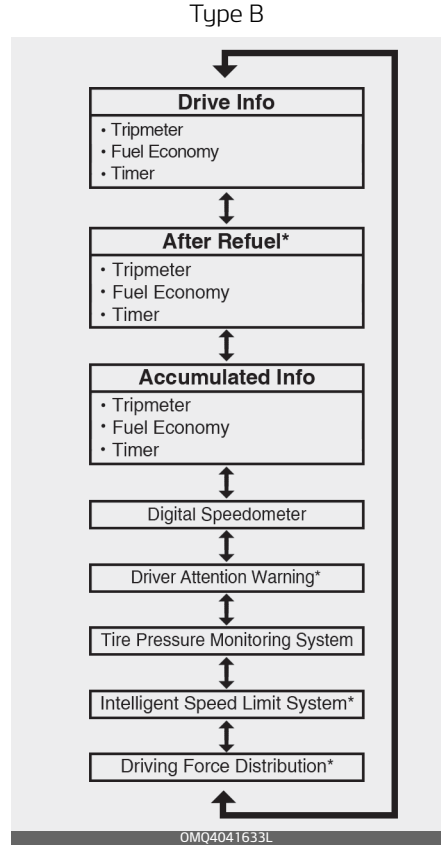 Type B
Drive Info
• Tripmeter
• Fuel Economy
• Timer
After Refuel*
• Tripmeter
• Fuel Economy
• Timer
Accumulated Info
• Tripmeter
• Fuel Economy
• Timer
Digital Speedometer
Driver Attention Warning*
Tire Pressure Monitoring System
Intelligent Speed Limit System*
Driving Force Distribution*
OMQ4041633L